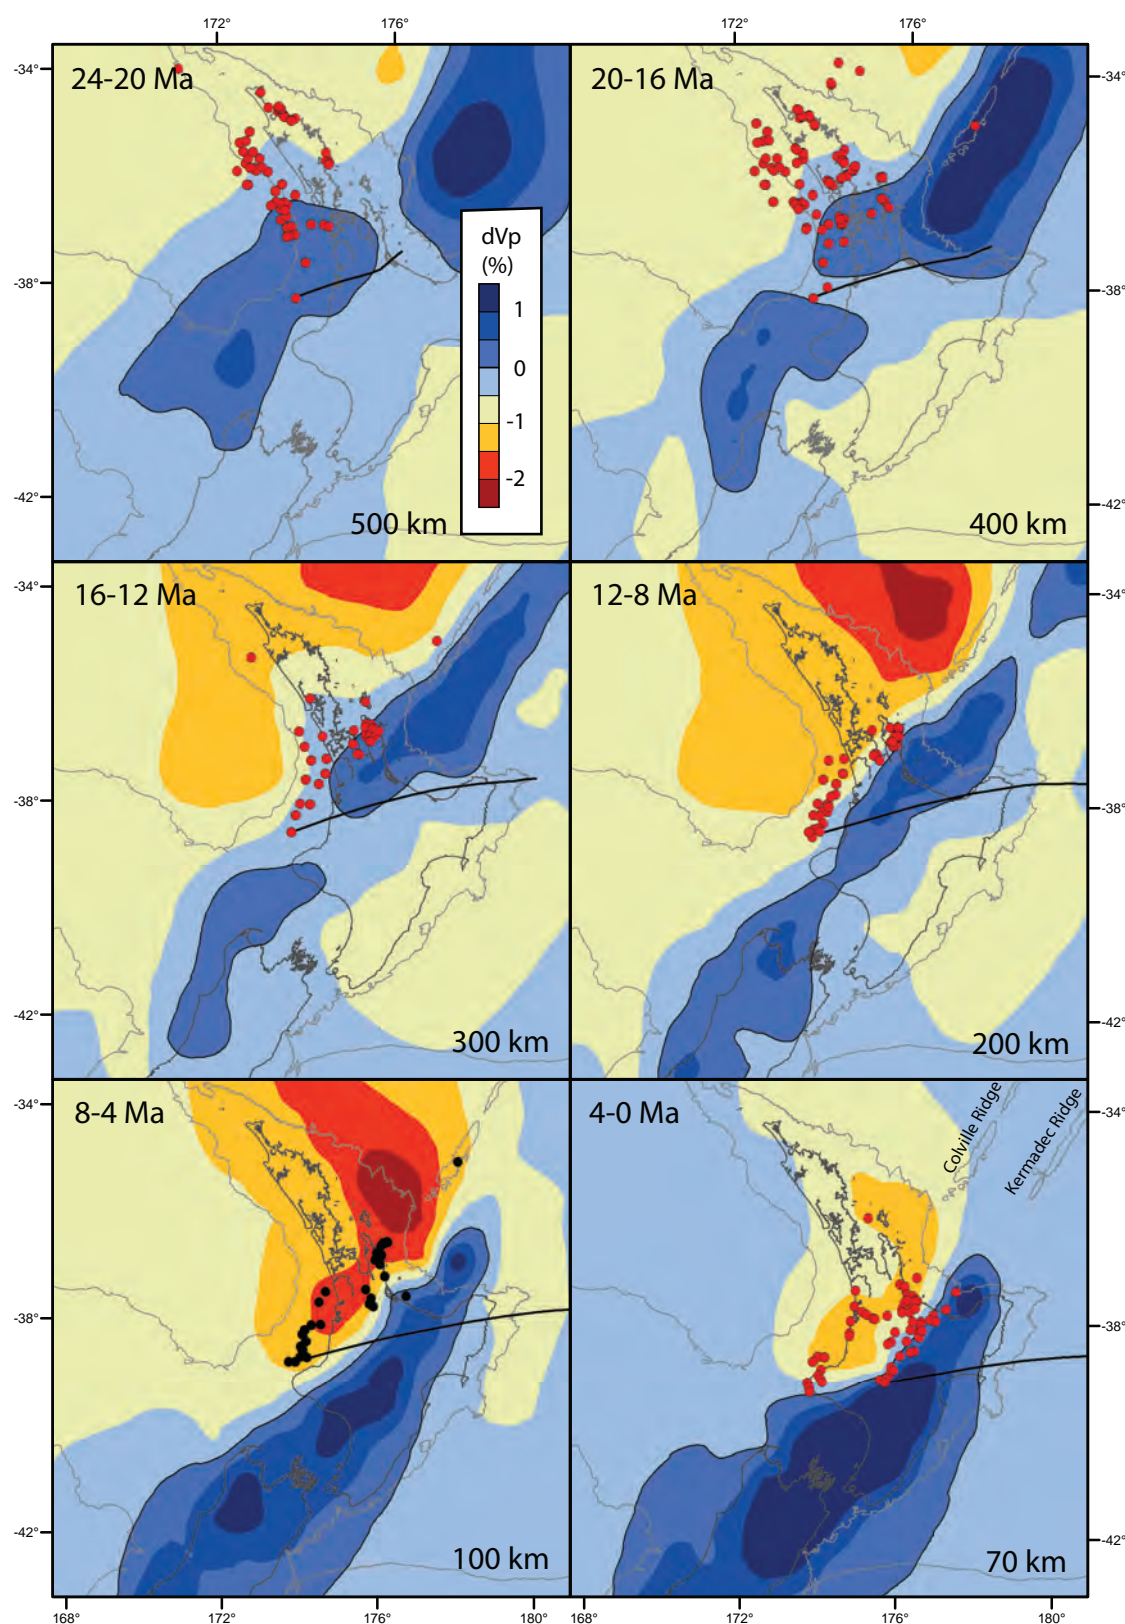 172° 176° 172° 176°
-34° 24-20 Ma 20-16 Ma -34°
dVp
(%)
1
0
-1
-2
-38° -38°
-42° -42°
500 km 400 km
16-12 Ma 12-8 Ma
-34° -34°
-38° -38°
-42° -42°
300 km 200 km
8-4 Ma 4-0 Ma
-34° -34°
Colville Ridge
Kermadec Ridge
-38° -38°
-42° -42°
100 km 70 km
168° 172° 176° 180° 168° 172° 176° 180°